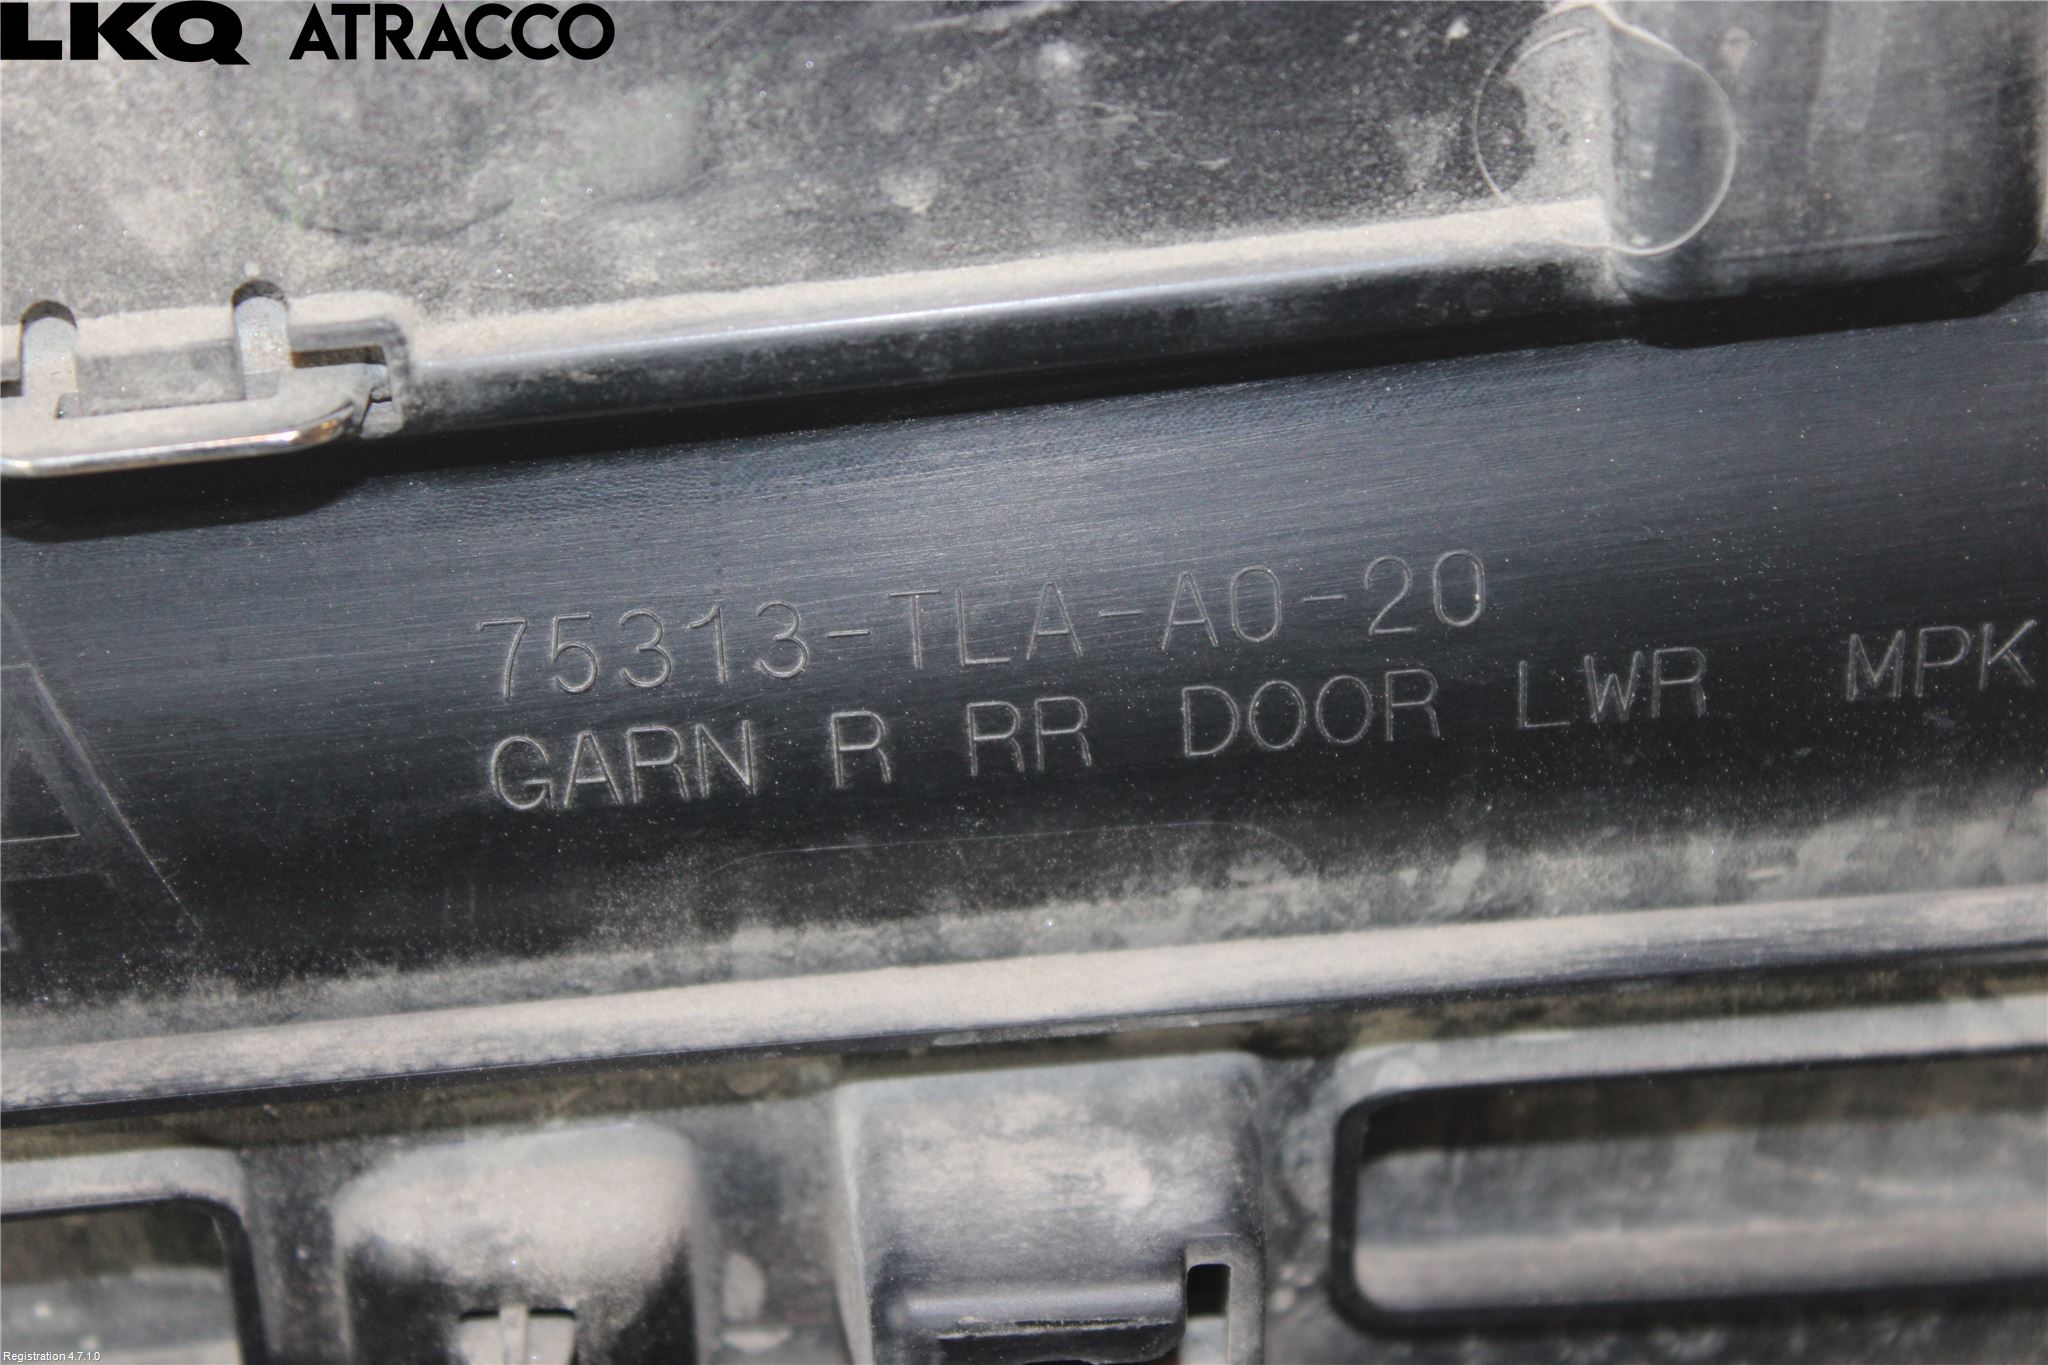 LKQ ATRACCO
75313-TLA-A0-20
GARN R RR DOOR LWR MPK
Registration 4.7.1.0